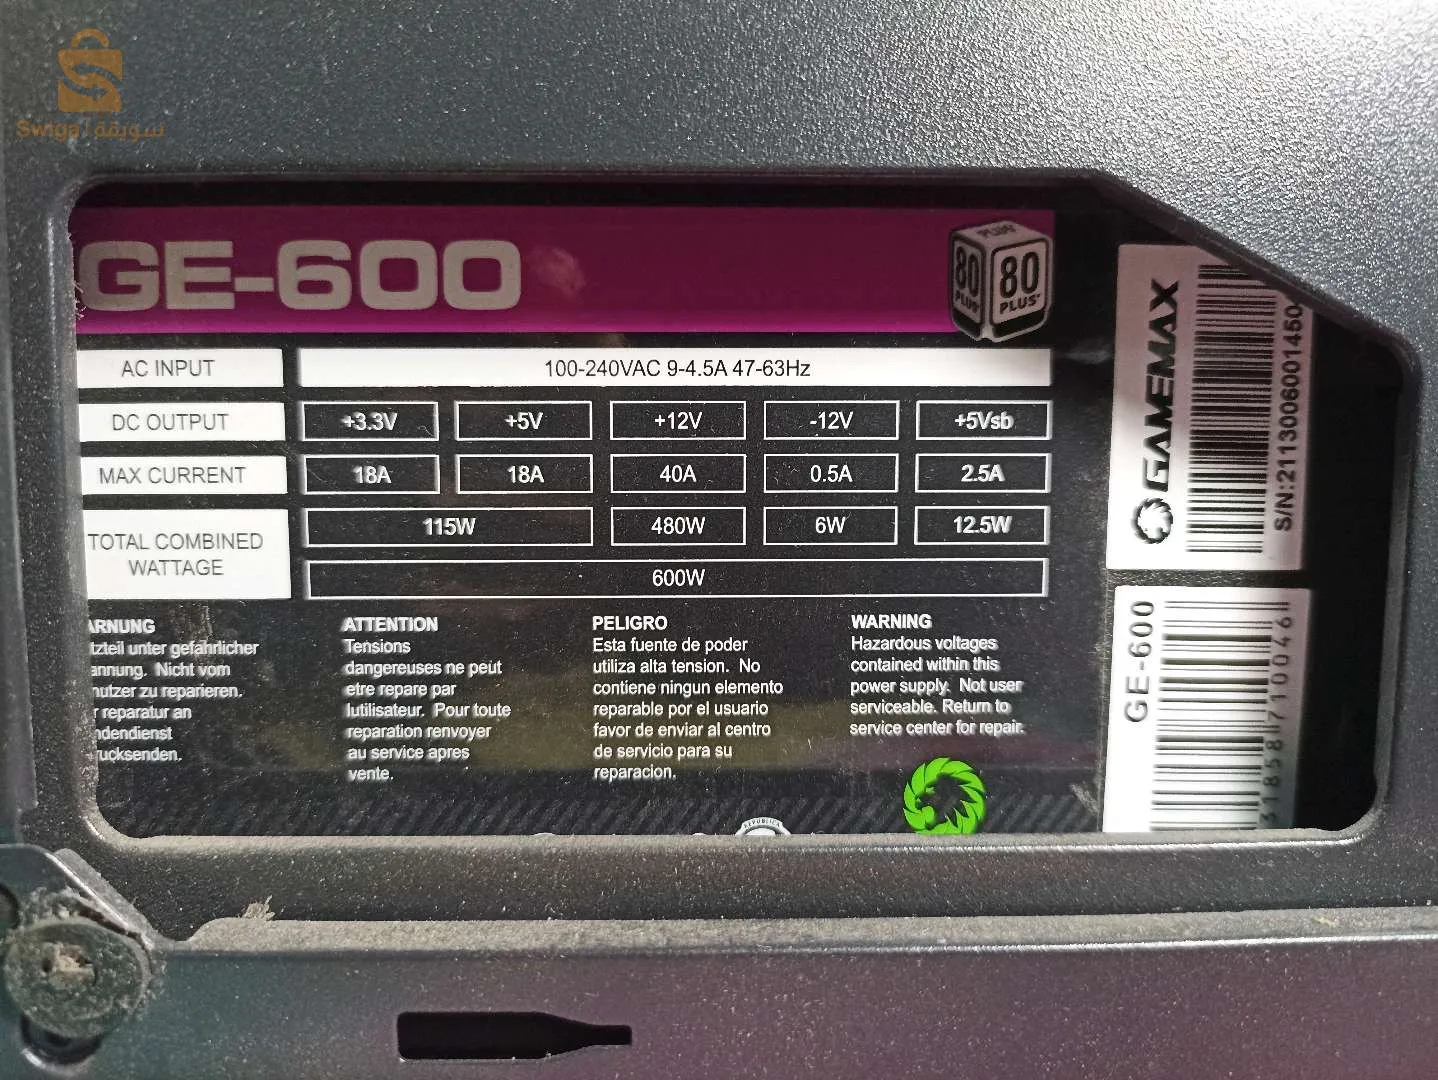 Swiqa سويقة
GE-600
PLUS
80 PLUS
80 PLUS
AC INPUT 100-240VAC 9-4.5A 47-63Hz
DC OUTPUT +3.3V +5V +12V -12V +5Vsb
MAX CURRENT 18A 18A 40A 0.5A 2.5A
TOTAL COMBINED WATTAGE 115W 480W 6W 12.5W
600W
ARNUNG
tzteil unter gefahrlicher
annung. Nicht vom
nutzer zu reparieren.
r reparatur an
ndendienst
rucksenden.
ATTENTION
Tensions
dangereuses ne peut
etre repare par
lutilisateur. Pour toute
reparation renvoyer
au service apres
vente.
PELIGRO
Esta fuente de poder
utiliza alta tension. No
contiene ningun elemento
reparable por el usuario
favor de enviar al centro
de servicio para su
reparacion.
WARNING
Hazardous voltages
contained within this
power supply. Not user
serviceable. Return to
service center for repair.
REPUBLICA
GAMEMAX
S/N:2113006001450
GE-600
31858 710046